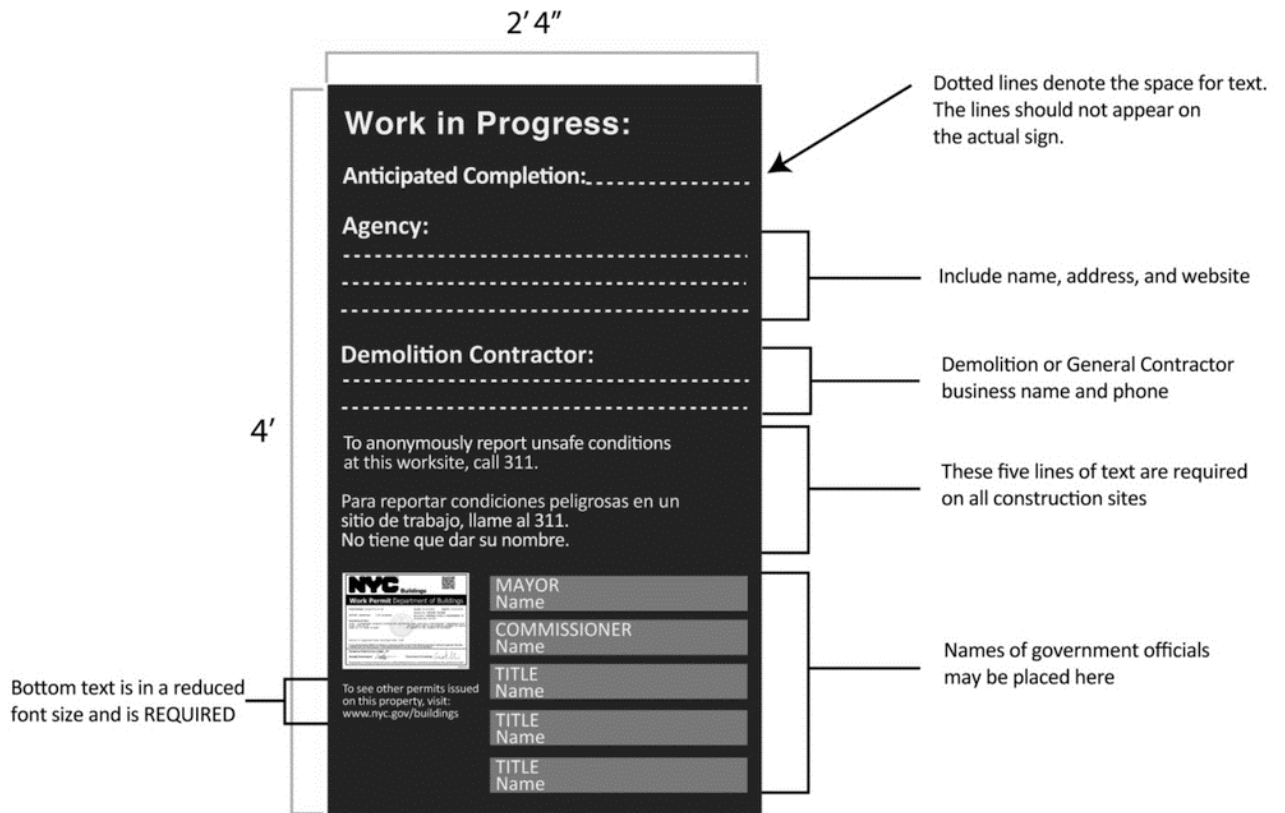 2' 4"
Work in Progress:
Anticipated Completion:
Agency:
Demolition Contractor:
To anonymously report unsafe conditions
at this worksite, call 311.
Para reportar condiciones peligrosas en un
sitio de trabajo, llame al 311.
No tiene que dar su nombre.
NYC Buildings
Work Permit Department of Buildings
To see other permits issued
on this property, visit:
www.nyc.gov/buildings
MAYOR
Name
COMMISSIONER
Name
TITLE
Name
TITLE
Name
TITLE
Name
4'
Dotted lines denote the space for text.
The lines should not appear on
the actual sign.
Include name, address, and website
Demolition or General Contractor
business name and phone
These five lines of text are required
on all construction sites
Names of government officials
may be placed here
Bottom text is in a reduced
font size and is REQUIRED